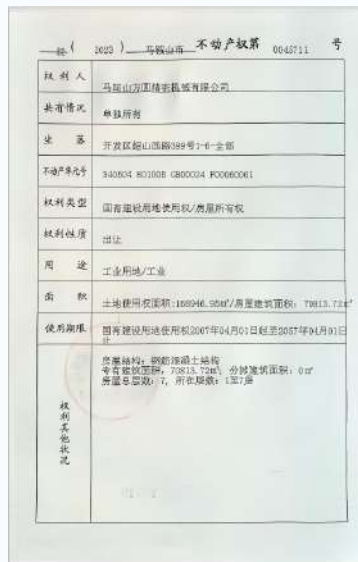 皖( 2023 ) 马鞍山市 不动产权第 0045711 号
权利人 马鞍山方圆精密机械有限公司
共有情况 单独所有
坐落 开发区超山西路399号1-6-全部
不动产单元号 340504 001005 GB00024 F00060001
权利类型 国有建设用地使用权/房屋所有权
权利性质 出让
用途 工业用地/工业
面积 土地使用权面积:166946.95㎡/房屋建筑面积:70813.72㎡
使用期限 国有建设用地使用权2007年04月01日起至2057年04月01日
止
权利其他状况
房屋结构:钢筋混凝土结构
专有建筑面积:70813.72㎡, 分摊建筑面积:0㎡
房屋总层数:7, 所在层数:1至7层